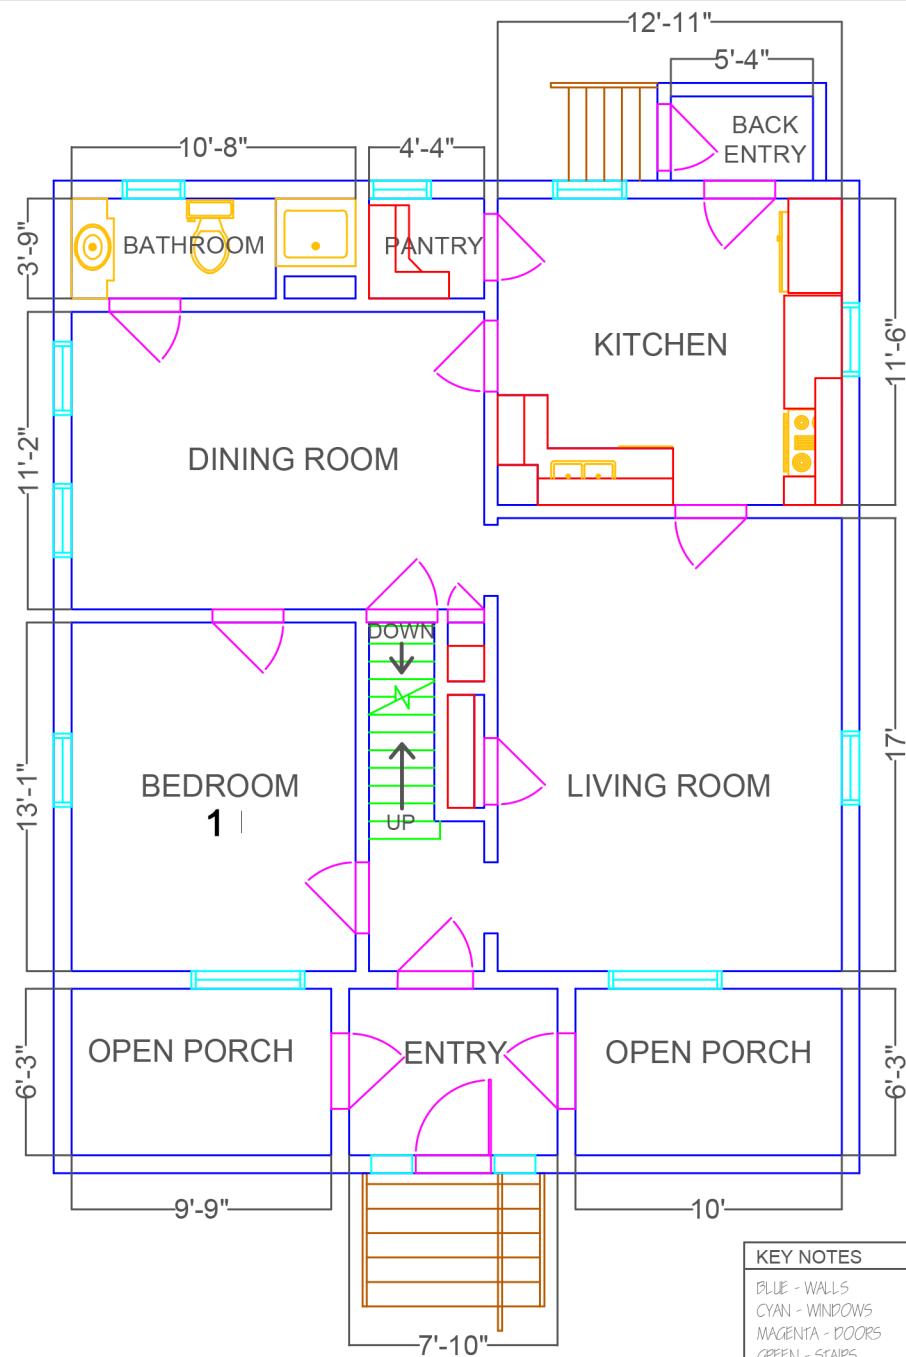 12'-11"
5'-4"
BACK
ENTRY
10'-8"
4'-4"
3'-9"
BATHROOM
PANTRY
KITCHEN
11'-6"
11'-2"
DINING ROOM
DOWN
13'-1"
BEDROOM
1
UP
LIVING ROOM
17'
6'-3"
OPEN PORCH
ENTRY
OPEN PORCH
6'-3"
9'-9"
10'
7'-10"
KEY NOTES
BLUE - WALLS
CYAN - WINDOWS
MAGENTA - DOORS
GREEN - STAIRS